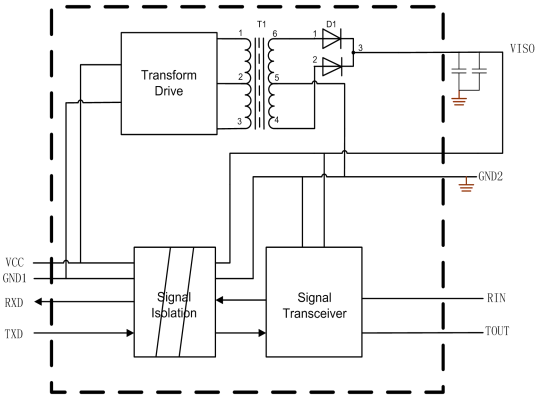 T1
D1
1
6
1
3
VISO
Transform
Drive
2
5
2
3
4
GND2
VCC
GND1
RXD
TXD
Signal
Isolation
Signal
Transceiver
RIN
TOUT